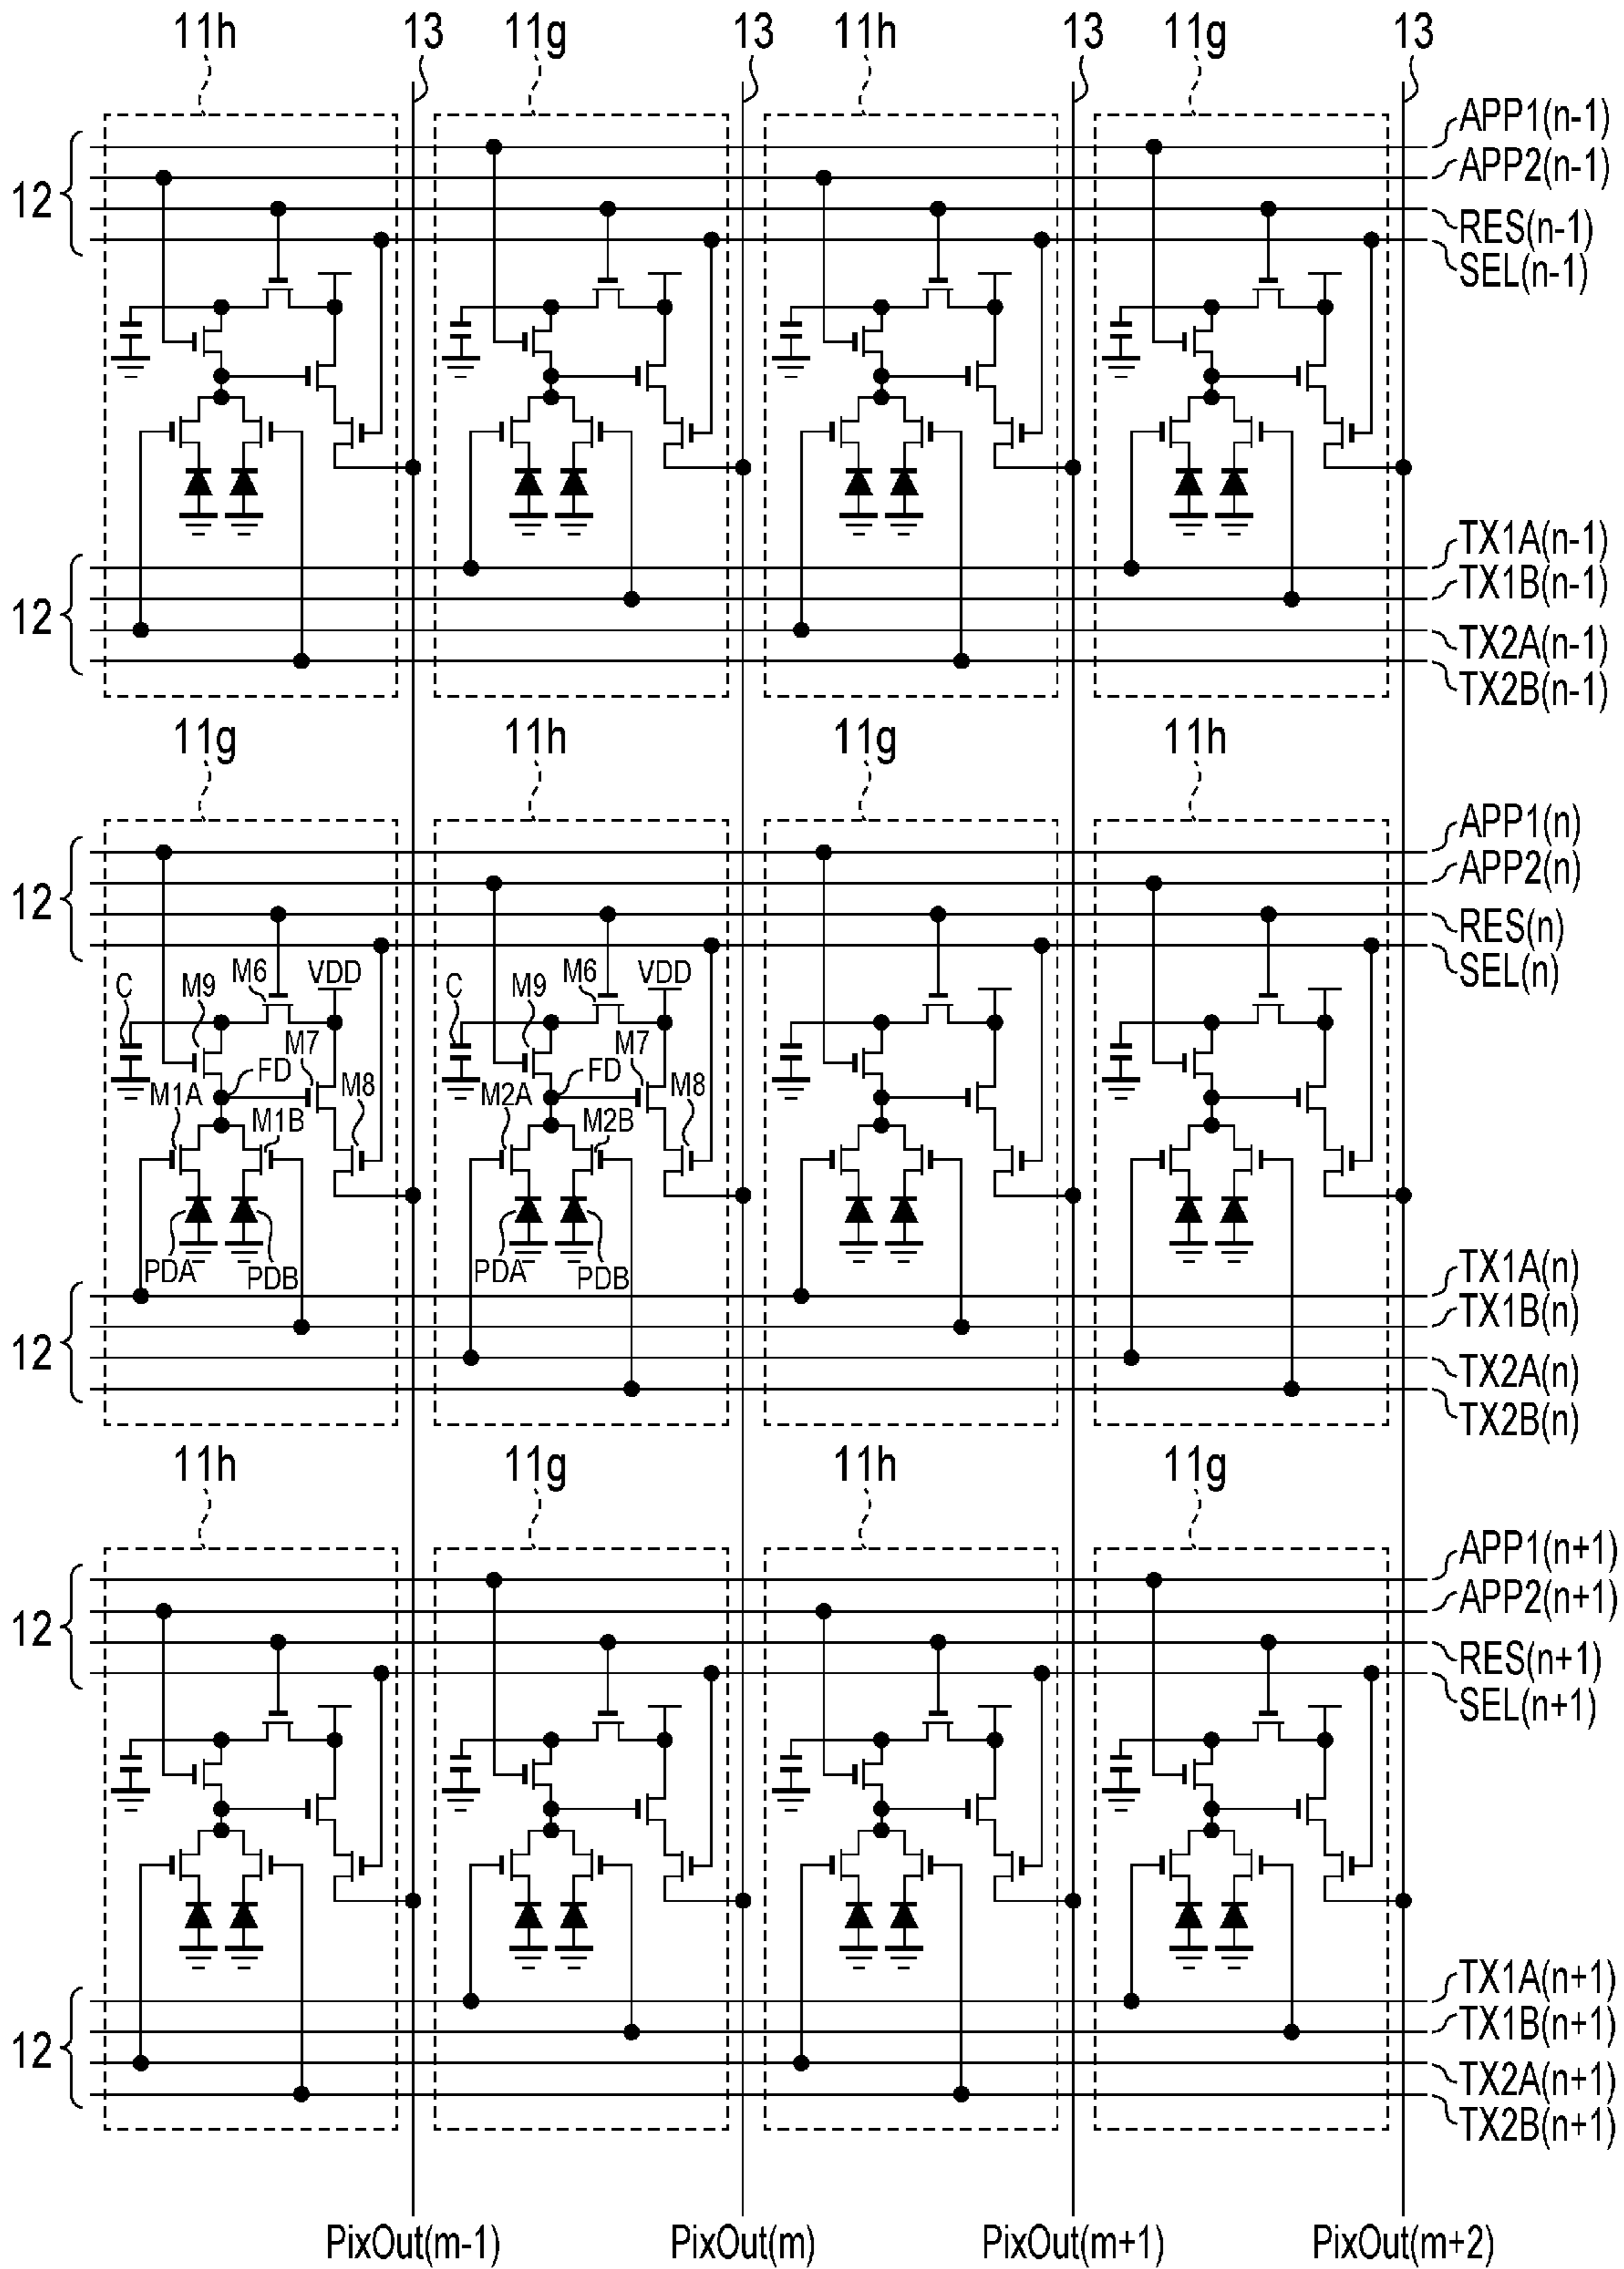 11h 13 11g 13 11h 13 11g 13
APP1(n-1)
APP2(n-1)
12
RES(n-1)
SEL(n-1)
TX1A(n-1)
TX1B(n-1)
12
TX2A(n-1)
TX2B(n-1)
11g 11h 11g 11h
APP1(n)
APP2(n)
12
RES(n)
SEL(n)
C M9 M6 VDD C M9 M6 VDD
M7 M7
FD M8 FD M8
M1A M1B M2A M2B
PDA PDB PDA PDB
TX1A(n)
TX1B(n)
12
TX2A(n)
TX2B(n)
11h 11g 11h 11g
APP1(n+1)
APP2(n+1)
12
RES(n+1)
SEL(n+1)
TX1A(n+1)
TX1B(n+1)
12
TX2A(n+1)
TX2B(n+1)
PixOut(m-1) PixOut(m) PixOut(m+1) PixOut(m+2)